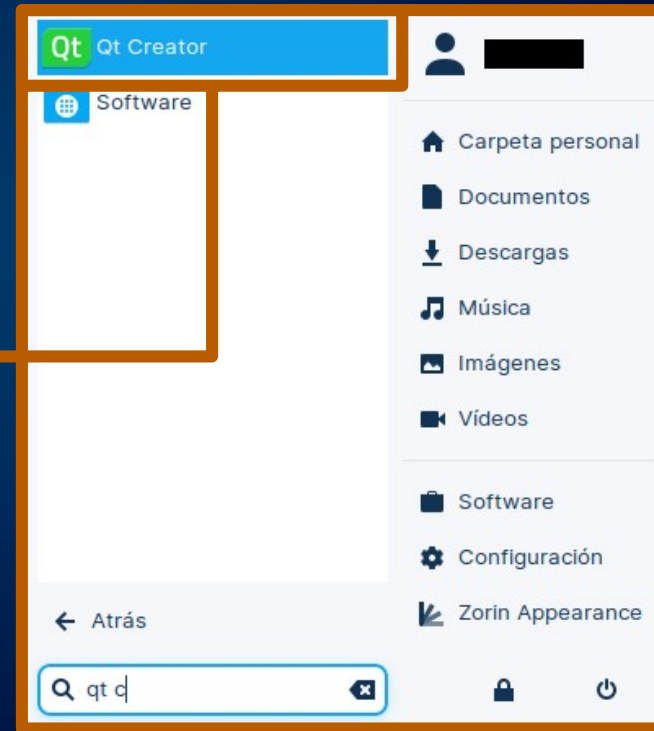 Qt Qt Creator
Software
Atrás
qt c
Carpeta personal
Documentos
Descargas
Música
Imágenes
Vídeos
Software
Configuración
Zorin Appearance